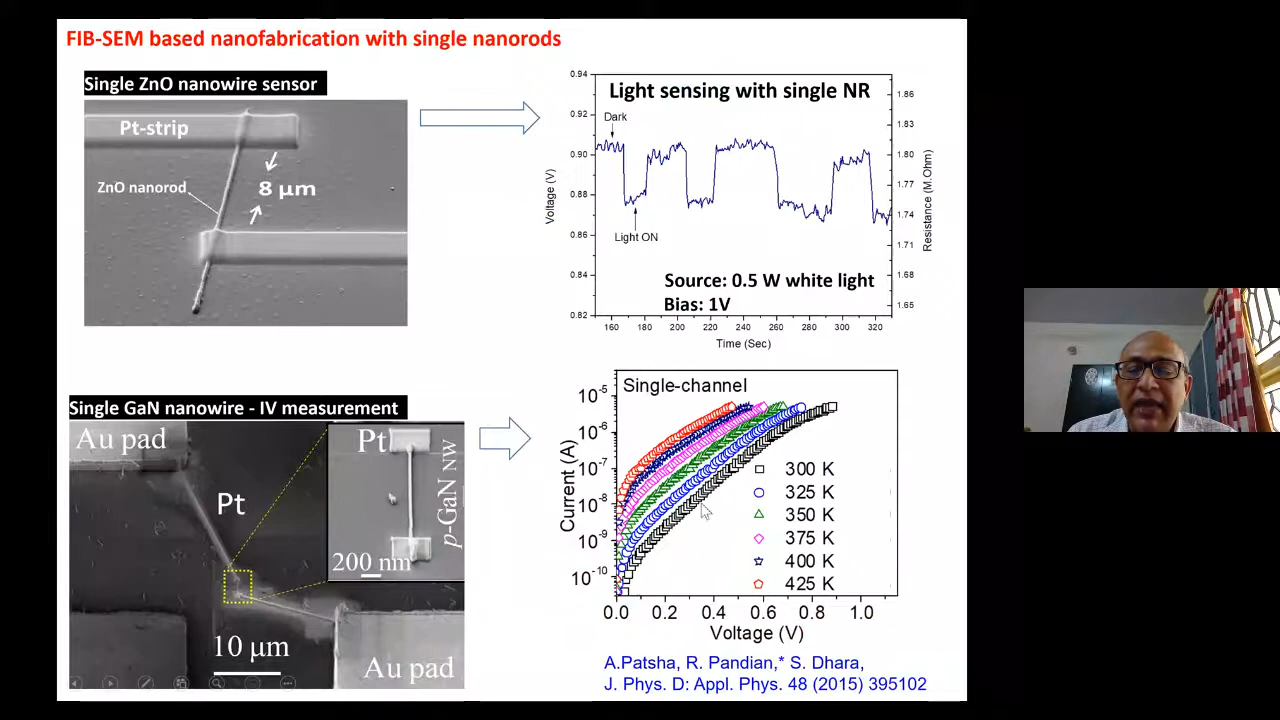 FIB-SEM based nanofabrication with single nanorods
Single ZnO nanowire sensor
Pt-strip
ZnO nanorod
8 µm
Light sensing with single NR
Dark
Light ON
Source: 0.5 W white light
Bias: 1V
0.94
0.92
0.90
0.88
0.86
0.84
0.82
Voltage (V)
1.86
1.83
1.80
1.77
1.74
1.71
1.68
1.65
Resistance (M.Ohm)
160 180 200 220 240 260 280 300 320
Time (Sec)
Single GaN nanowire - IV measurement
Au pad
Pt
10 µm
Au pad
Pt
p-GaN NW
200 nm
Single-channel
10⁻⁵
10⁻⁶
10⁻⁷
10⁻⁸
10⁻⁹
10⁻¹⁰
Current (A)
300 K
325 K
350 K
375 K
400 K
425 K
0.0 0.2 0.4 0.6 0.8 1.0
Voltage (V)
A.Patsha, R. Pandian,* S. Dhara,
J. Phys. D: Appl. Phys. 48 (2015) 395102